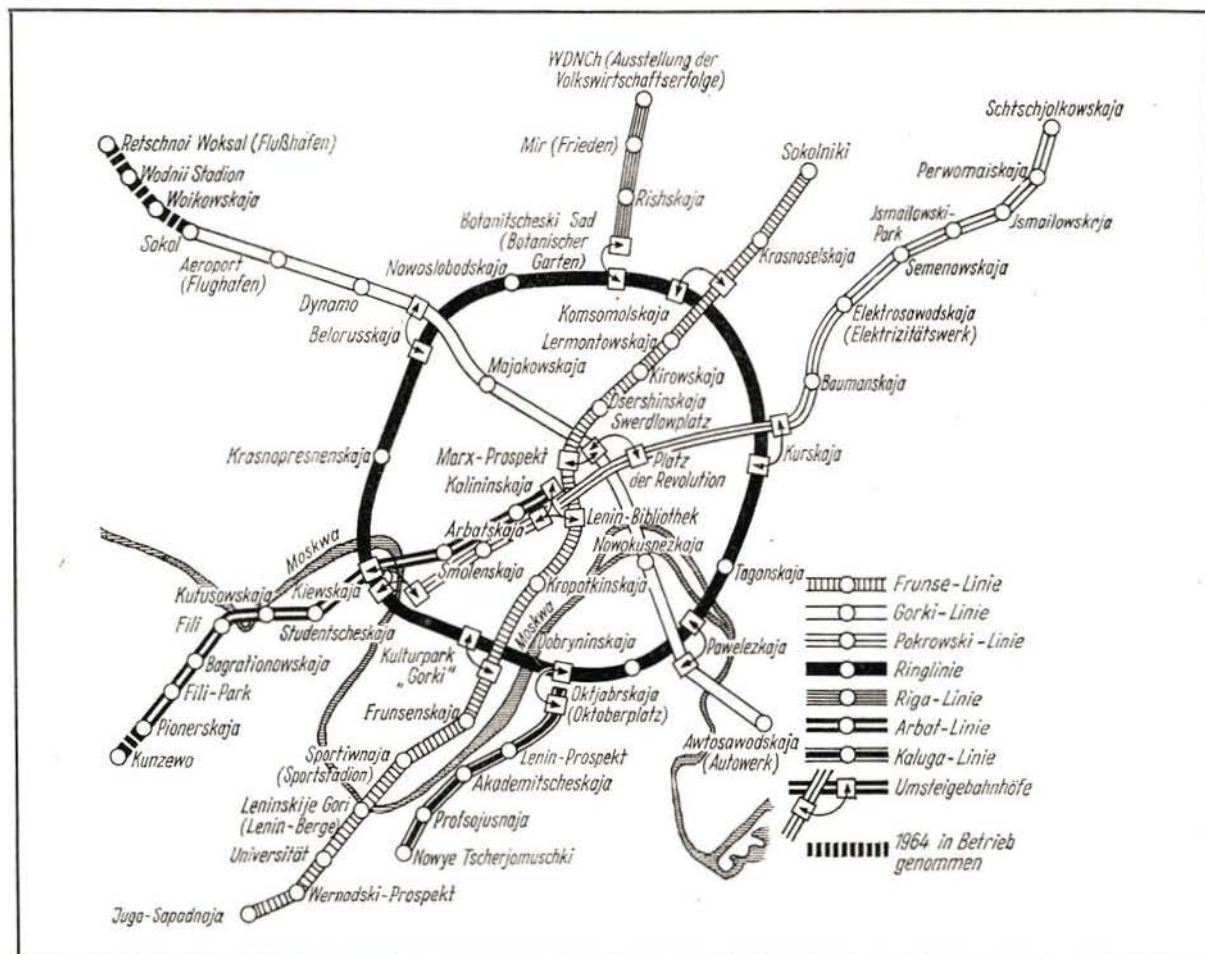 WDNCh (Ausstellung der
Volkswirtschaftserfolge)
Schtschjolkowskaja
Retschnoi Woksal (Flußhafen)
Mir (Frieden)
Sokolniki
Wodnii Stadion
Perwomaiskaja
Woikowskaja
Rishskaja
Jsmailowski-
Park
Jsmailowskrja
Sokol
Botanitscheski Sad
(Botanischer
Garten)
Krasnoselskaja
Semenowskaja
Aeroport
(Flughafen)
Nowoslobodskaja
Dynamo
Komsomolskaja
Elektrosawodskaja
(Elektrizitätswerk)
Belorusskaja
Lermontowskaja
Majakowskaja
Kirowskaja
Baumanskaja
Dsershinskaja
Swerdlowplatz
Krasnopresnenskaja
Marx-Prospekt
Platz
der Revolution
Kurskaja
Kalininskaja
Arbatskaja
Lenin-Bibliothek
Moskwa
Smolenskaja
Nowokusnezkaja
Taganskaja
Kutusowskaja
Kiewskaja
Kropotkinskaja
Fili
Studentscheskaja
Moskwa
Dobryninskaja
Pawelezkaja
Bagrationowskaja
Kulturpark
„Gorki“
Fili-Park
Oktjabrskaja
(Oktoberplatz)
Pionerskaja
Frunsenskaja
Awtosawodskaja
(Autowerk)
Kunzewo
Sportiwnaja
(Sportstadion)
Lenin-Prospekt
Akademitscheskaja
Leninskije Gori
(Lenin-Berge)
Profsojusnaja
Universität
Nowye Tscherjomuschki
Wernadski-Prospekt
Jugo-Sapadnaja
Frunse-Linie
Gorki-Linie
Pokrowski-Linie
Ringlinie
Riga-Linie
Arbat-Linie
Kaluga-Linie
Umsteigebahnhöfe
1964 in Betrieb
genommen